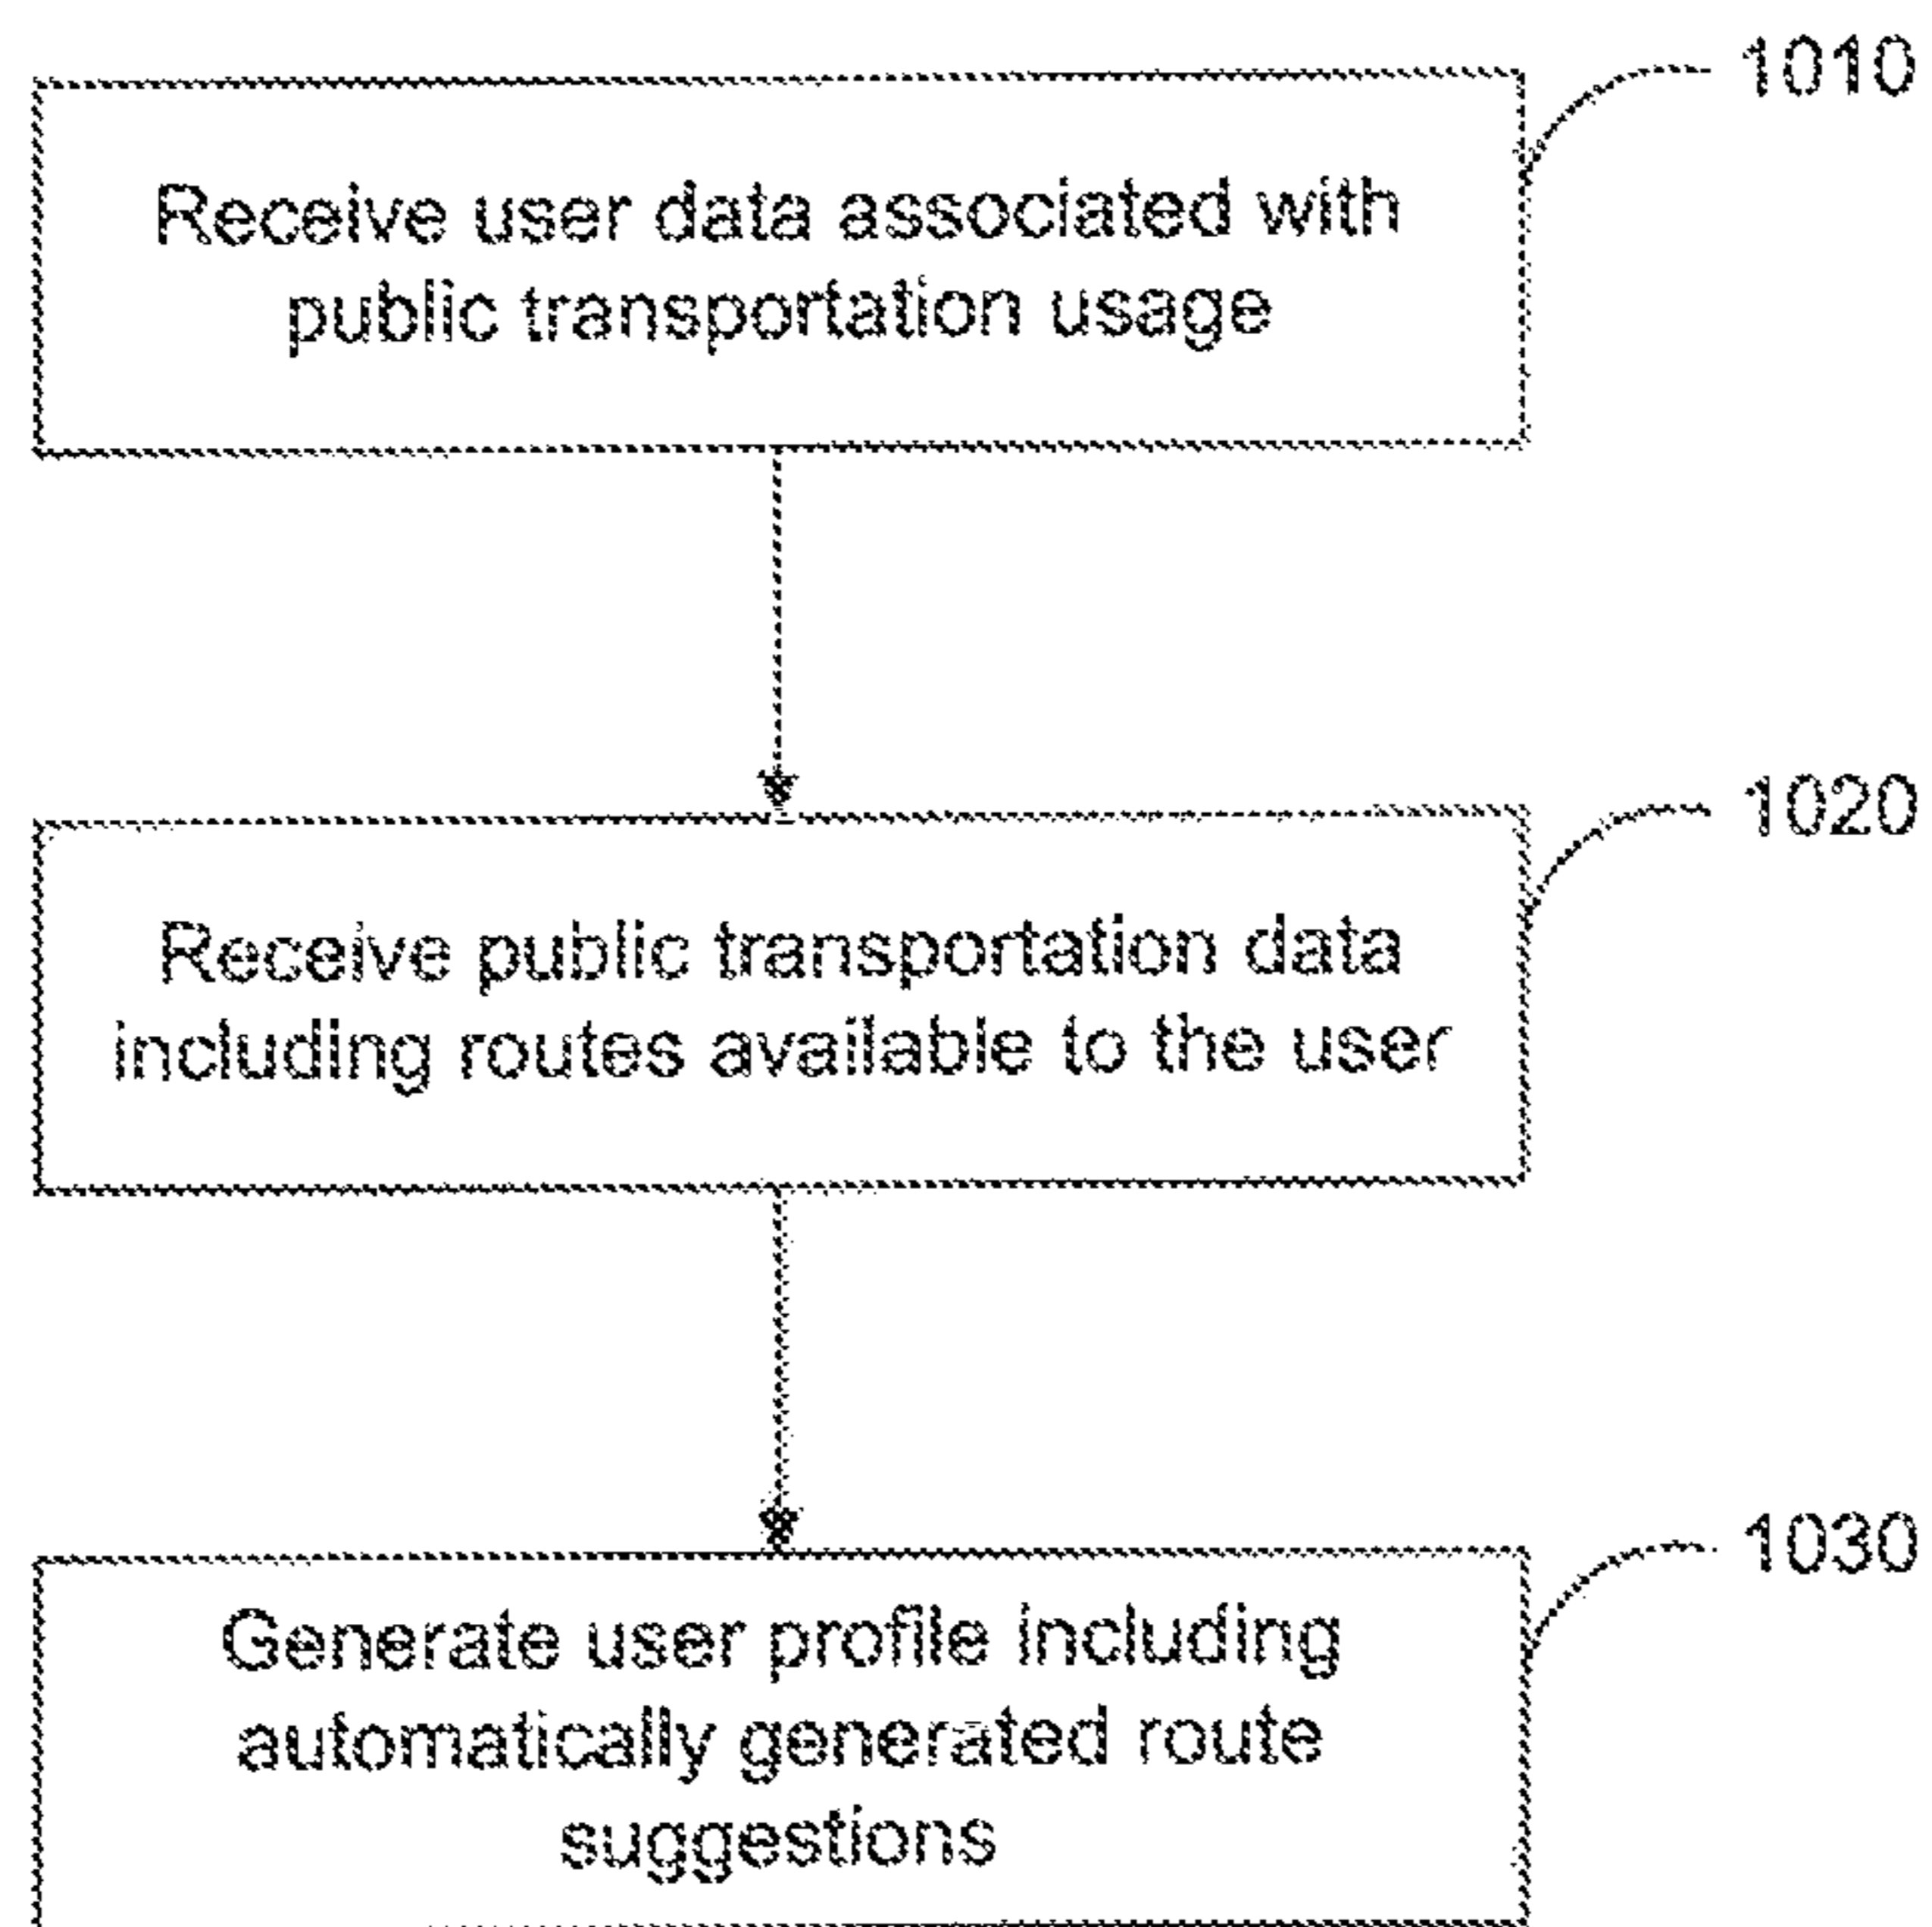 1010
Receive user data associated with
public transportation usage
1020
Receive public transportation data
including routes available to the user
1030
Generate user profile including
automatically generated route
suggestions